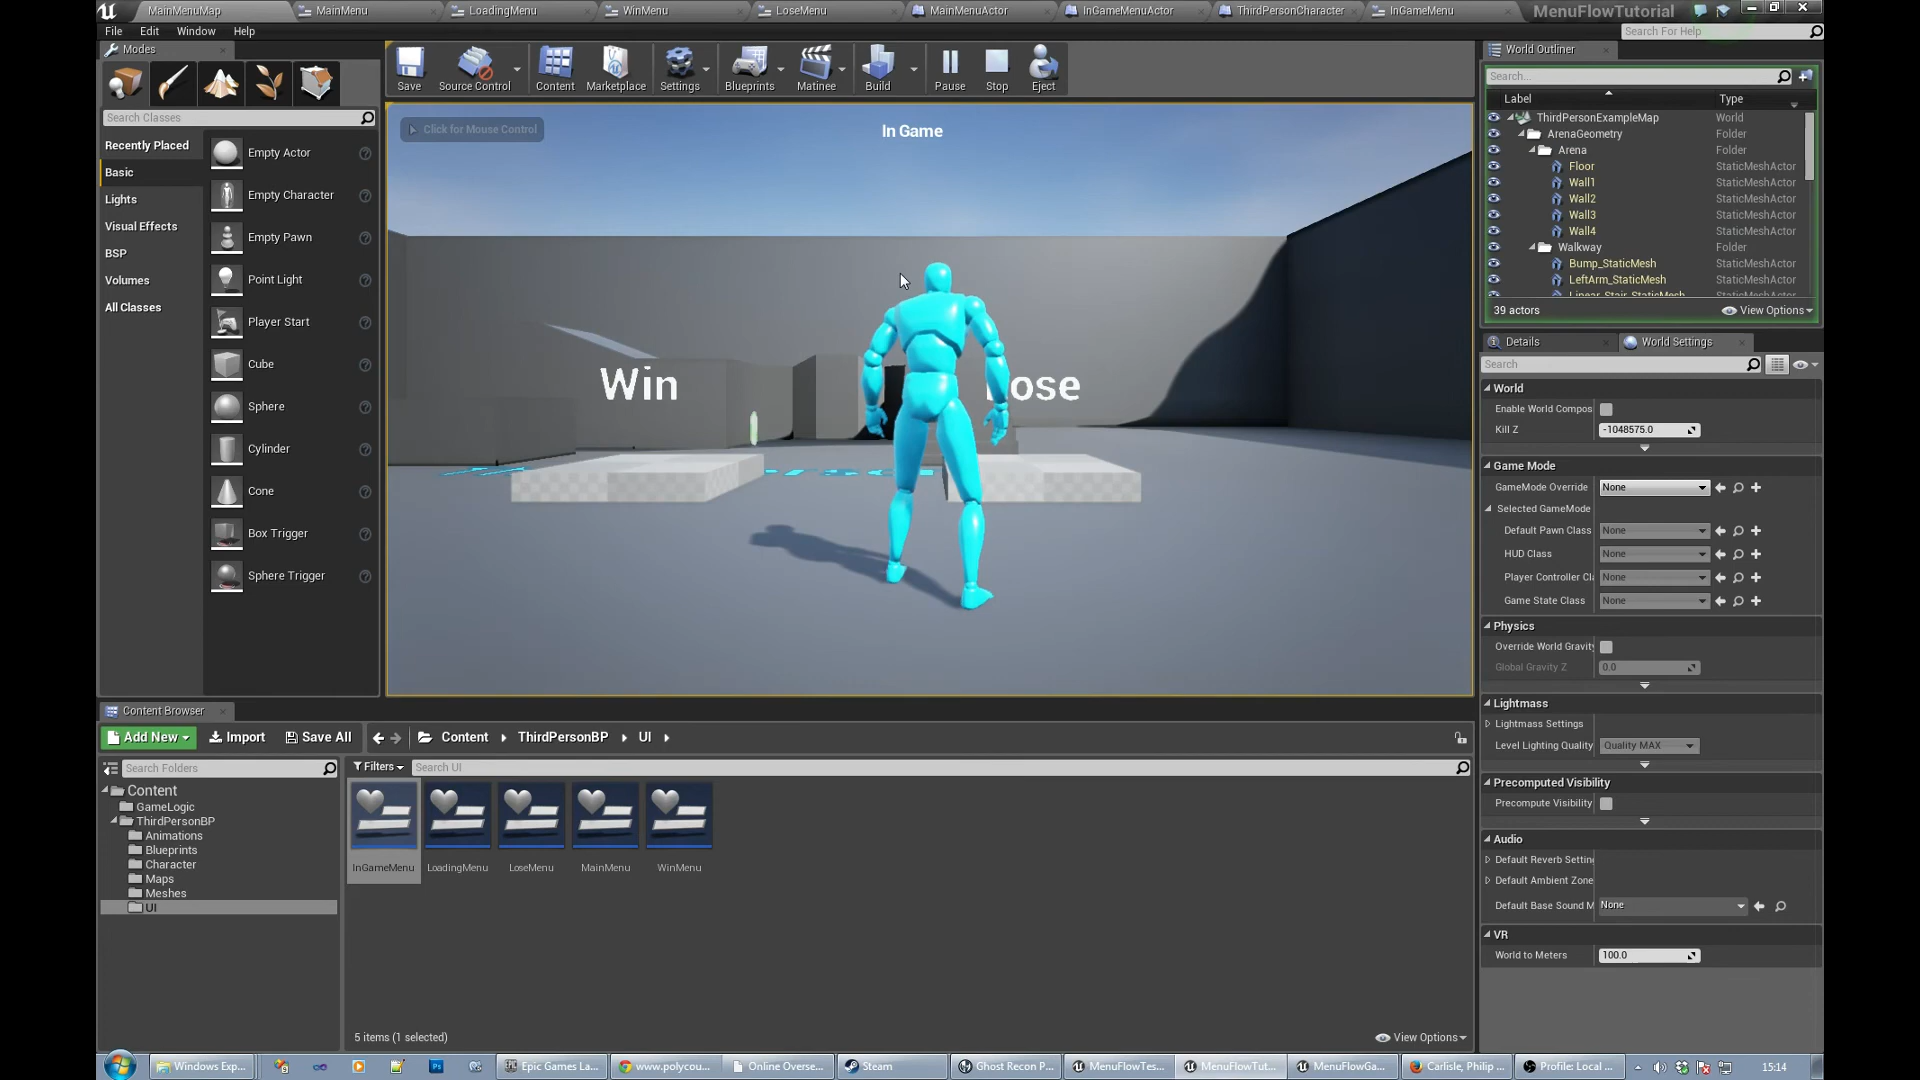 MainMenuMap
MainMenu
LoadingMenu
WinMenu
LoseMenu
MainMenuActor
InGameMenuActor
ThirdPersonCharacter
InGameMenu
MenuFlowTutorial
File
Edit
Window
Help
Search For Help
Modes
Save
Source Control
Content
Marketplace
Settings
Blueprints
Matinee
Build
Pause
Stop
Eject
World Outliner
Search...
Label
Type
ThirdPersonExampleMap
World
ArenaGeometry
Folder
Arena
Folder
Floor
StaticMeshActor
Wall1
StaticMeshActor
Wall2
StaticMeshActor
Wall3
StaticMeshActor
Wall4
StaticMeshActor
Walkway
Folder
Bump_StaticMesh
StaticMeshActor
LeftArm_StaticMesh
StaticMeshActor
Linear_Stair_StaticMesh
StaticMeshActor
39 actors
View Options
Search Classes
Recently Placed
Basic
Lights
Visual Effects
BSP
Volumes
All Classes
Empty Actor
Empty Character
Empty Pawn
Point Light
Player Start
Cube
Sphere
Cylinder
Cone
Box Trigger
Sphere Trigger
Click for Mouse Control
In Game
Win
ose
Details
World Settings
Search
World
Enable World Compos
Kill Z
-1048575.0
Game Mode
GameMode Override
None
Selected GameMode
Default Pawn Class
None
HUD Class
None
Player Controller Cl
None
Game State Class
None
Physics
Override World Gravit
Global Gravity Z
0.0
Lightmass
Lightmass Settings
Level Lighting Quality
Quality MAX
Precomputed Visibility
Precompute Visibility
Audio
Default Reverb Settin
Default Ambient Zone
Default Base Sound M
None
VR
World to Meters
100.0
Content Browser
Add New
Import
Save All
Content
ThirdPersonBP
UI
Search Folders
Filters
Search UI
Content
GameLogic
ThirdPersonBP
Animations
Blueprints
Character
Maps
Meshes
UI
InGameMenu
LoadingMenu
LoseMenu
MainMenu
WinMenu
5 items (1 selected)
View Options
Windows Exp...
Epic Games La...
www.polycou...
Online Overse...
Steam
Ghost Recon P...
MenuFlowTes...
MenuFlowTut...
MenuFlowGa...
Carlisle, Philip ...
Profile: Local ...
15:14